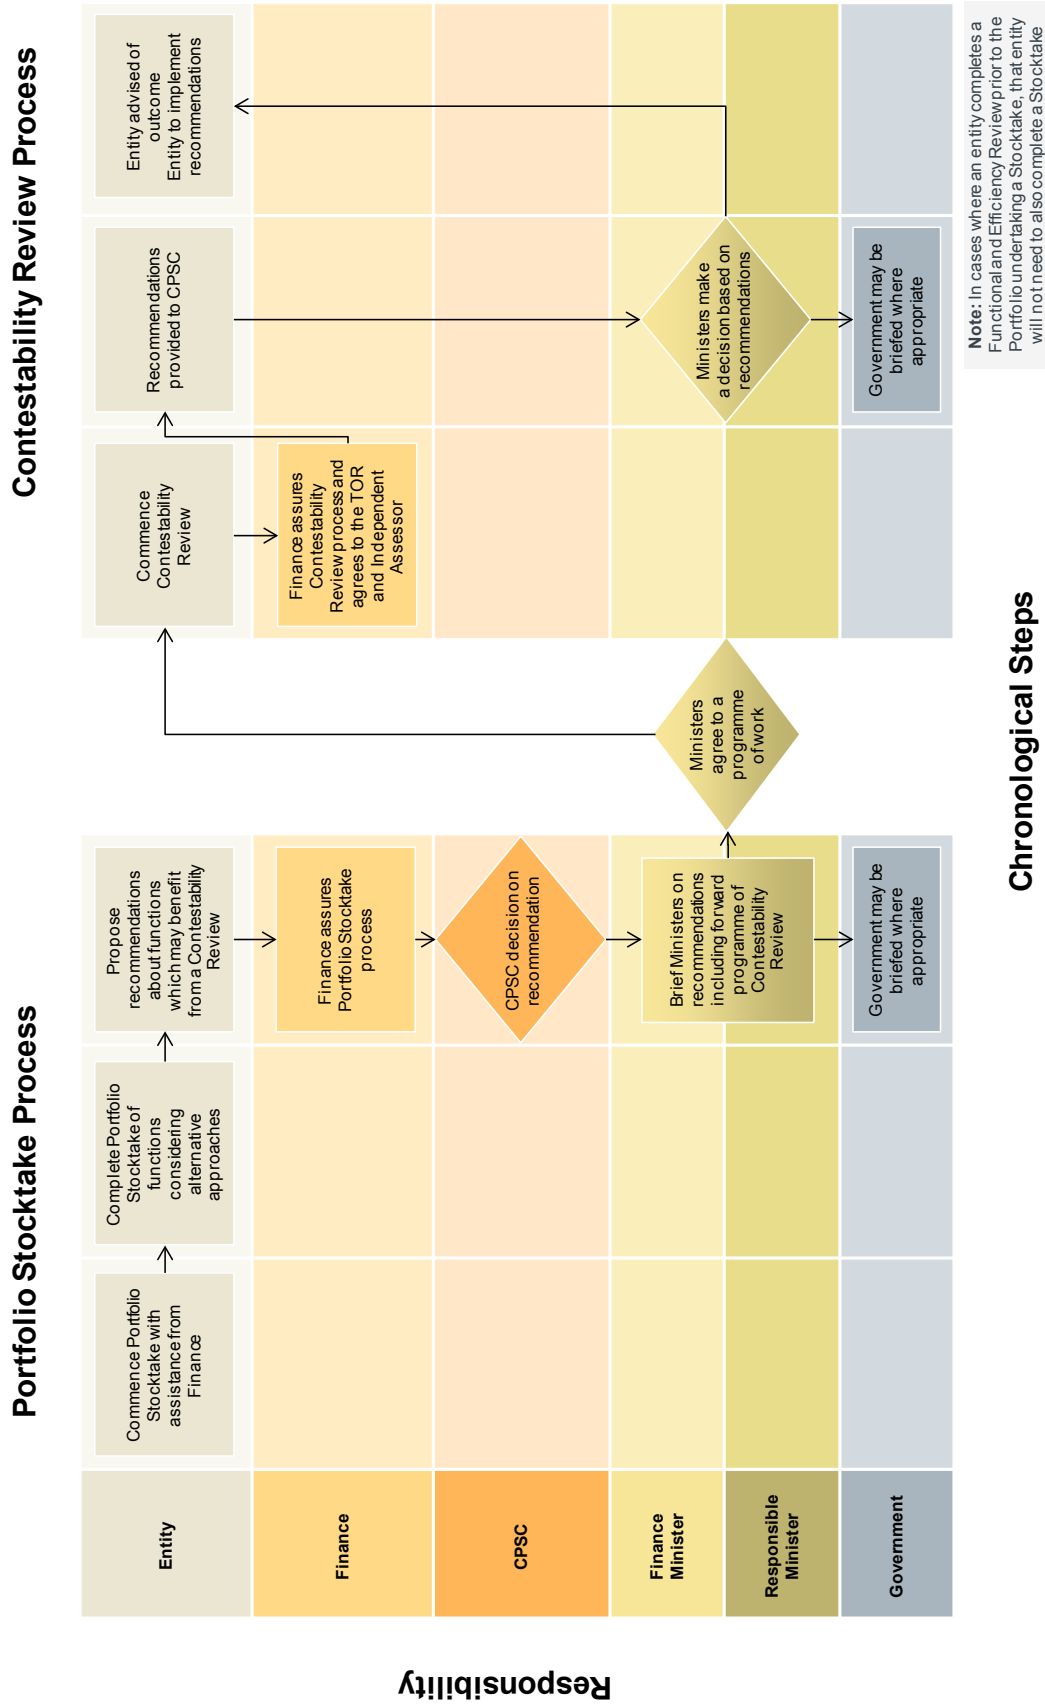 Portfolio Stocktake Process
Contestability Review Process
Responsibility
Entity
Commence Portfolio
Stocktake with
assistance from
Finance
Complete Portfolio
Stocktake of
functions
considering
alternative
approaches
Propose
recommendations
about functions
which may benefit
from a Contestability
Review
Commence
Contestability
Review
Recommendations
provided to CPSC
Entity advised of
outcome
Entity to implement
recommendations
Finance
Finance assures
Portfolio Stocktake
process
Finance assures
Contestability
Review process and
agrees to the TOR
and Independent
Assessor
CPSC
CPSC decision on
recommendation
Finance
Minister
Responsible
Minister
Brief Ministers on
recommendations
including forward
programme of
Contestability
Review
Ministers
agree to a
programme
of work
Ministers make
a decision based on
recommendations
Government
Government may be
briefed where
appropriate
Government may be
briefed where
appropriate
Chronological Steps
Note: In cases where an entity completes a
Functional and Efficiency Review prior to the
Portfolio undertaking a Stocktake, that entity
will not need to also complete a Stocktake